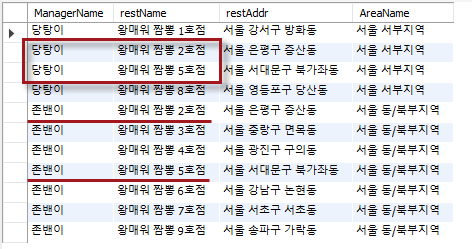 ManagerName restName restAddr AreaName
당탕이 왕매워 짬뽕 1호점 서울 강서구 방화동 서울 서부지역
당탕이 왕매워 짬뽕 2호점 서울 은평구 증산동 서울 서부지역
당탕이 왕매워 짬뽕 5호점 서울 서대문구 북가좌동 서울 서부지역
당탕이 왕매워 짬뽕 8호점 서울 영등포구 당산동 서울 서부지역
존밴이 왕매워 짬뽕 2호점 서울 은평구 증산동 서울 동/북부지역
존밴이 왕매워 짬뽕 3호점 서울 중랑구 면목동 서울 동/북부지역
존밴이 왕매워 짬뽕 4호점 서울 광진구 구의동 서울 동/북부지역
존밴이 왕매워 짬뽕 5호점 서울 서대문구 북가좌동 서울 동/북부지역
존밴이 왕매워 짬뽕 6호점 서울 강남구 논현동 서울 동/북부지역
존밴이 왕매워 짬뽕 7호점 서울 서초구 서초동 서울 동/북부지역
존밴이 왕매워 짬뽕 9호점 서울 송파구 가락동 서울 동/북부지역